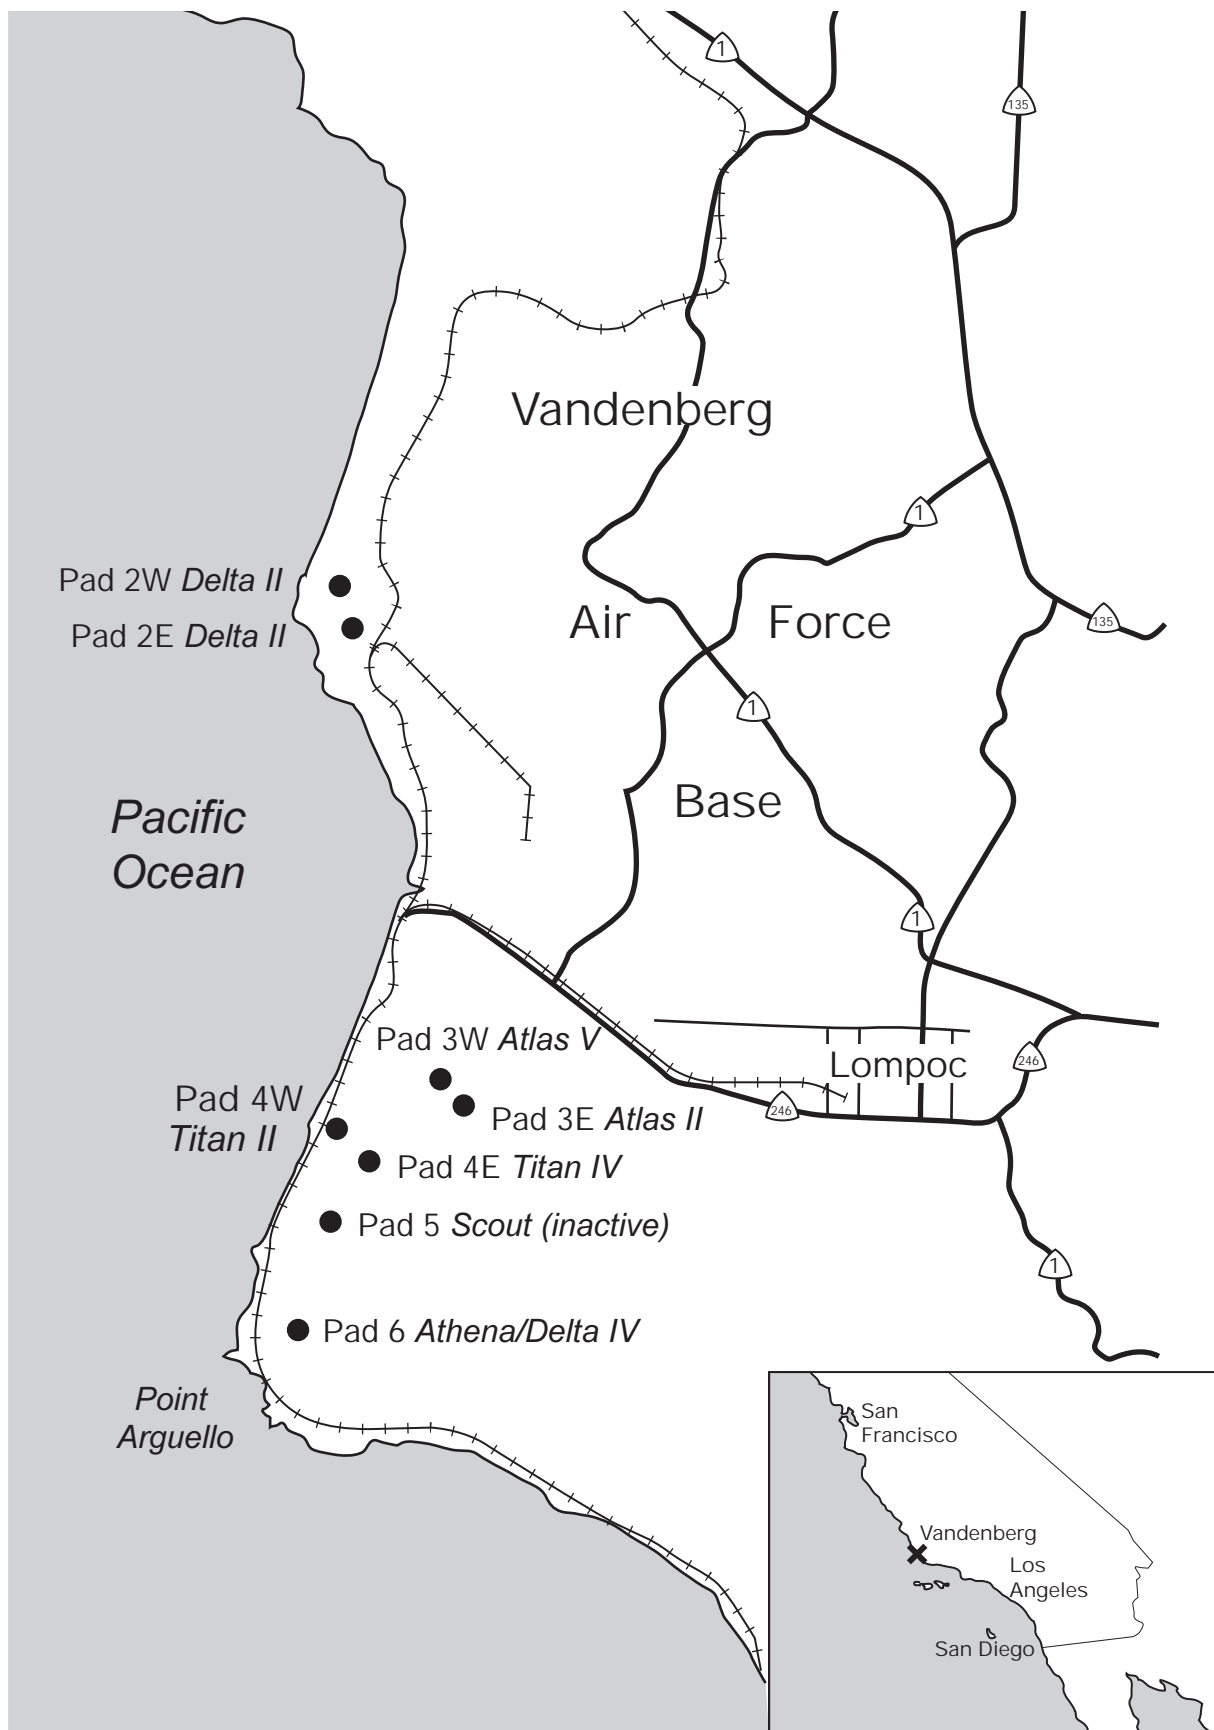 1
135
Vandenberg
1
Pad 2W Delta II
Air
Force
135
Pad 2E Delta II
1
Base
Pacific
Ocean
1
Pad 3W Atlas V
Lompoc
246
Pad 4W
Titan II
246
Pad 3E Atlas II
Pad 4E Titan IV
Pad 5 Scout (inactive)
1
Pad 6 Athena/Delta IV
Point
Arguello
San
Francisco
Vandenberg
Los
Angeles
San Diego